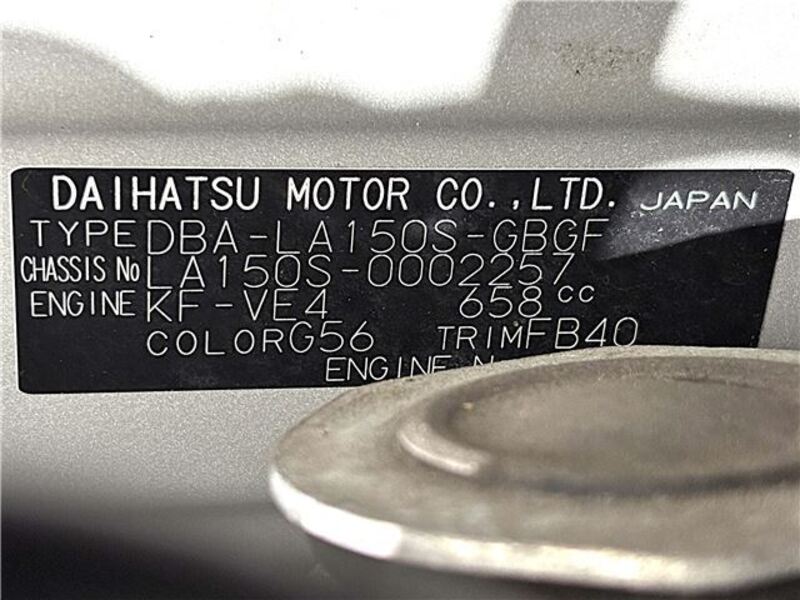 DAIHATSU MOTOR CO.,LTD. JAPAN
TYPE DBA-LA150S-GBGF
CHASSIS No LA150S-0002257
ENGINE KF-VE4 658cc
COLOR G56 TRIM FB40
ENGINE